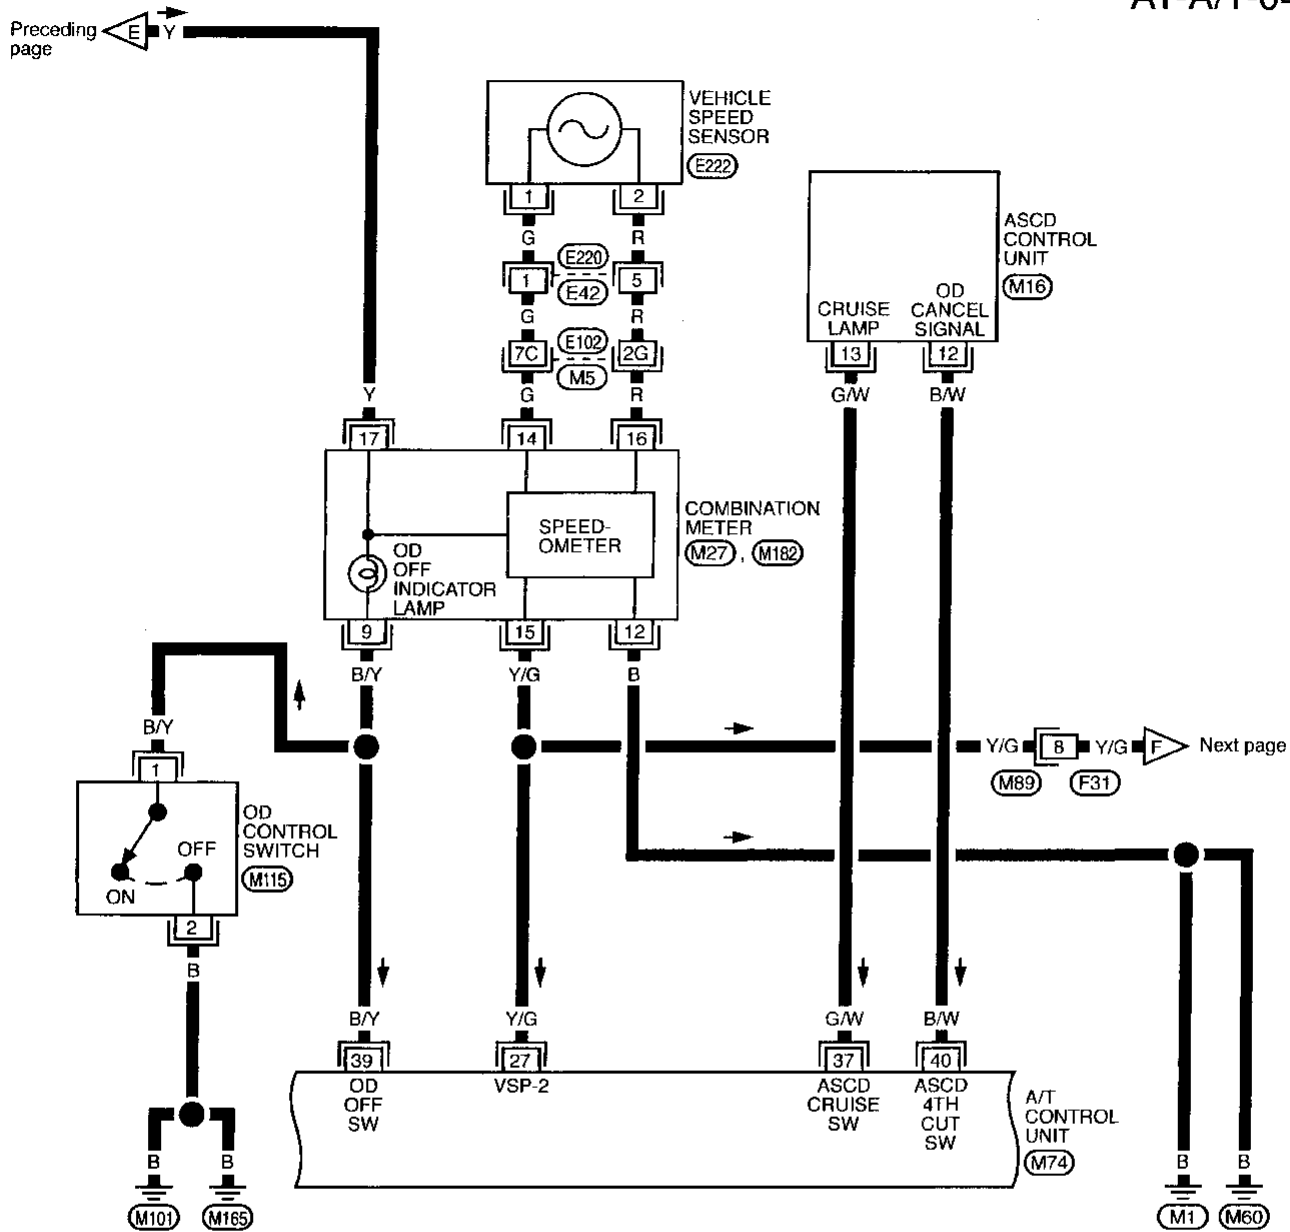 Preceding
page
E
Y
VEHICLE
SPEED
SENSOR
E222
1
2
G
R
E220
1
5
E42
G
R
E102
7C
2G
M5
G
R
Y
17
14
16
ASCD
CONTROL
UNIT
M16
CRUISE
LAMP
OD
CANCEL
SIGNAL
13
12
G/W
B/W
SPEED-
OMETER
COMBINATION
METER
M27 , M182
OD
OFF
INDICATOR
LAMP
9
15
12
B/Y
Y/G
B
B/Y
1
OD
CONTROL
SWITCH
M115
OFF
ON
2
B
Y/G
8
Y/G
F
Next page
M89
F31
B/Y
Y/G
G/W
B/W
39
27
37
40
OD
OFF
SW
VSP-2
ASCD
CRUISE
SW
ASCD
4TH
CUT
SW
A/T
CONTROL
UNIT
M74
B
B
M101
M165
B
B
M1
M60